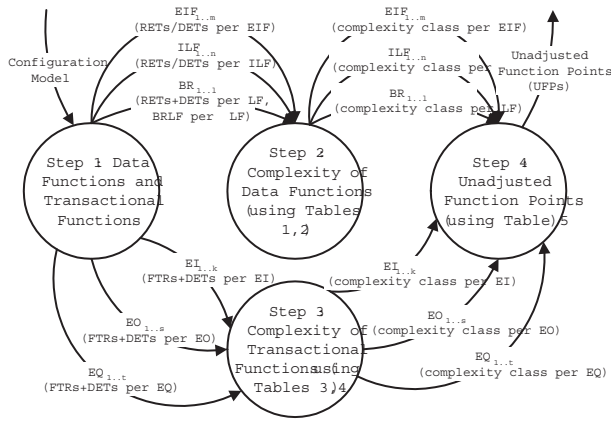 EIF1..m
(RETs/DETs per EIF)
ILF1..n
(RETs/DETs per ILF)
BR1..l
(RETs+DETs per LF,
BRLF per LF)
EIF1..m
(complexity class per EIF)
ILF1..n
(complexity class per ILF)
BR1..l
(complexity class per LF)
Configuration
Model
Unadjusted
Function Points
(UFPs)
Step 1 Data
Functions and
Transactional
Functions
Step 2
Complexity of
Data Functions
(using Tables
1,2)
Step 4
Unadjusted
Function Points
(using Table) 5
EI1..k
(FTRs+DETs per EI)
EO1..s
(FTRs+DETs per EO)
EQ1..t
(FTRs+DETs per EQ)
Step 3
Complexity of
Transactional
Functions (using
Tables 3,4)
EI1..k
(complexity class per EI)
EO1..s
(complexity class per EO)
EQ1..t
(complexity class per EQ)